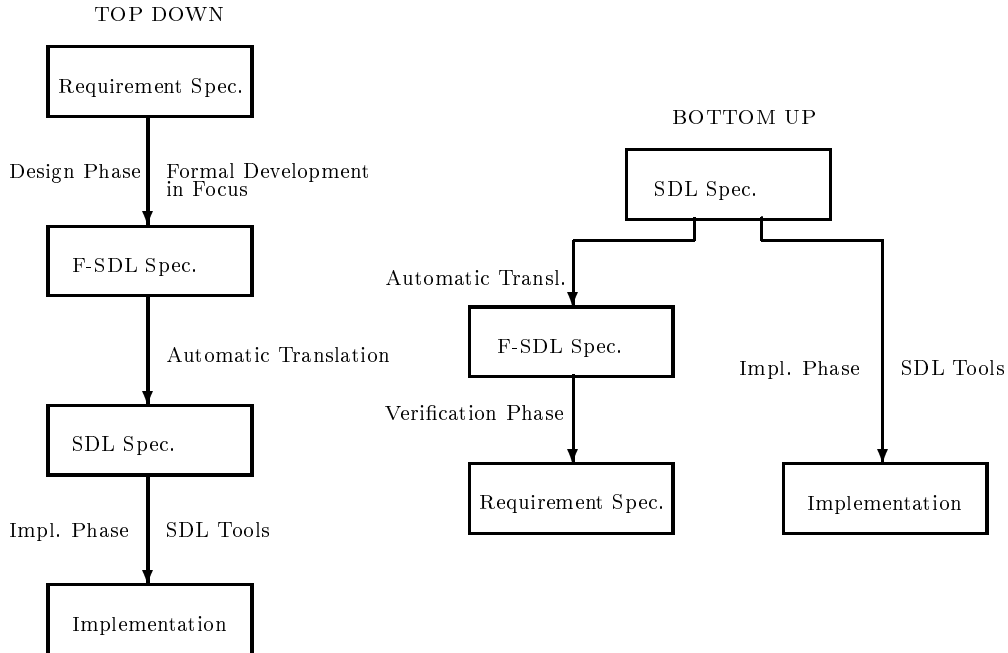 TOP DOWN
Requirement Spec.
Design Phase
Formal Development
in Focus
F-SDL Spec.
Automatic Translation
SDL Spec.
Impl. Phase
SDL Tools
Implementation
BOTTOM UP
SDL Spec.
Automatic Transl.
F-SDL Spec.
Verification Phase
Requirement Spec.
Impl. Phase
SDL Tools
Implementation